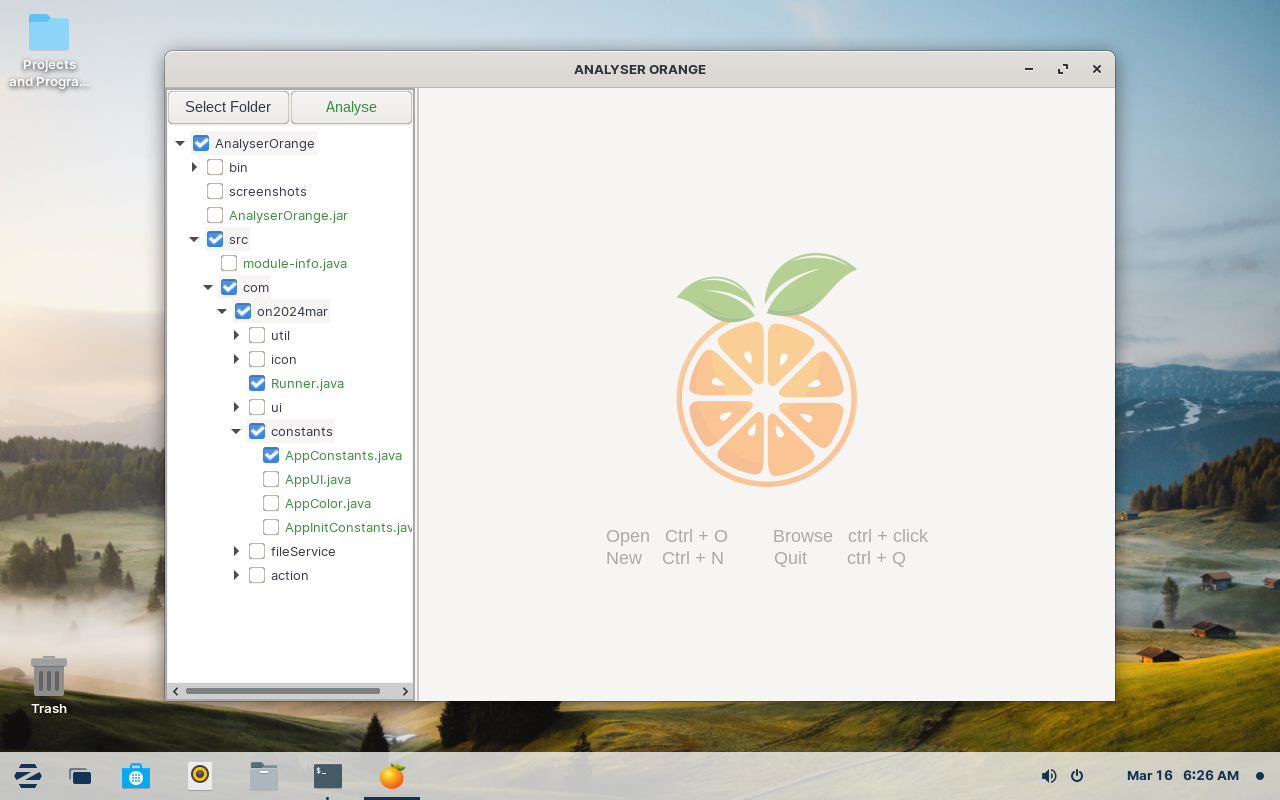 Projects
and Progra...
ANALYSER ORANGE
Select Folder
Analyse
AnalyserOrange
bin
screenshots
AnalyserOrange.jar
src
module-info.java
com
on2024mar
util
icon
Runner.java
ui
constants
AppConstants.java
AppUI.java
AppColor.java
AppInitConstants.jav
fileService
action
Open Ctrl + O Browse ctrl + click
New Ctrl + N Quit ctrl + Q
Trash
$-
Mar 16 6:26 AM